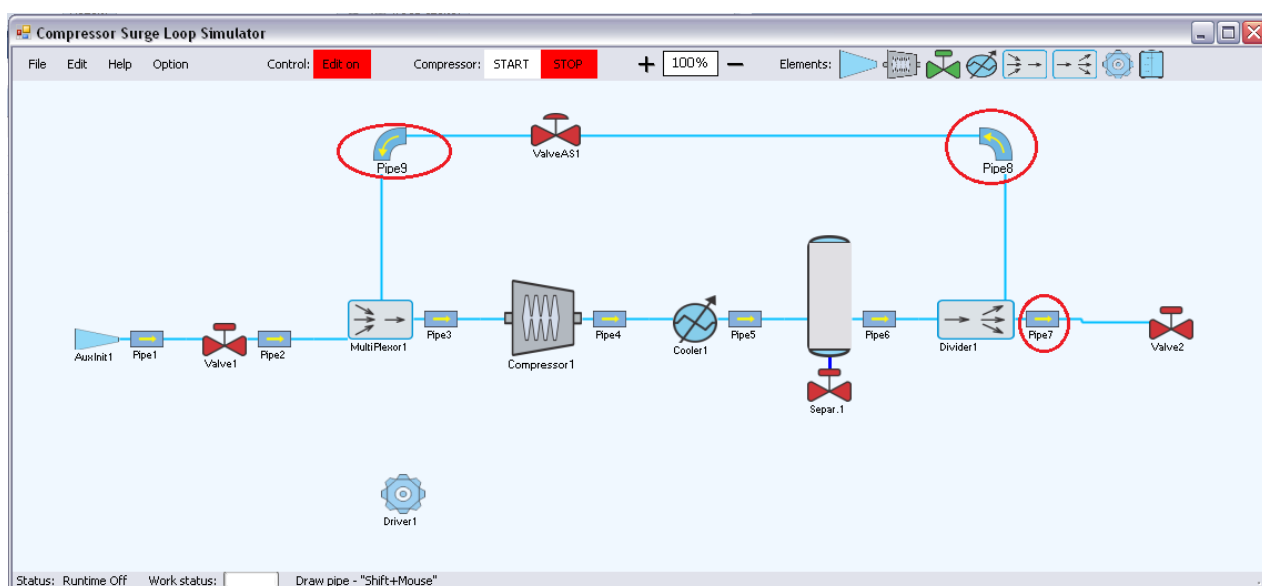 Compressor Surge Loop Simulator
File Edit Help Option Control: Edit on Compressor: START STOP + 100% − Elements:
Pipe9 ValveAS1 Pipe8
AuxInit1 Pipe1 Valve1 Pipe2 MultiPlexor1 Pipe3 Compressor1 Pipe4 Cooler1 Pipe5 Separ.1 Pipe6 Divider1 Pipe7 Valve2
Driver1
Status: Runtime Off Work status: Draw pipe - "Shift+Mouse"